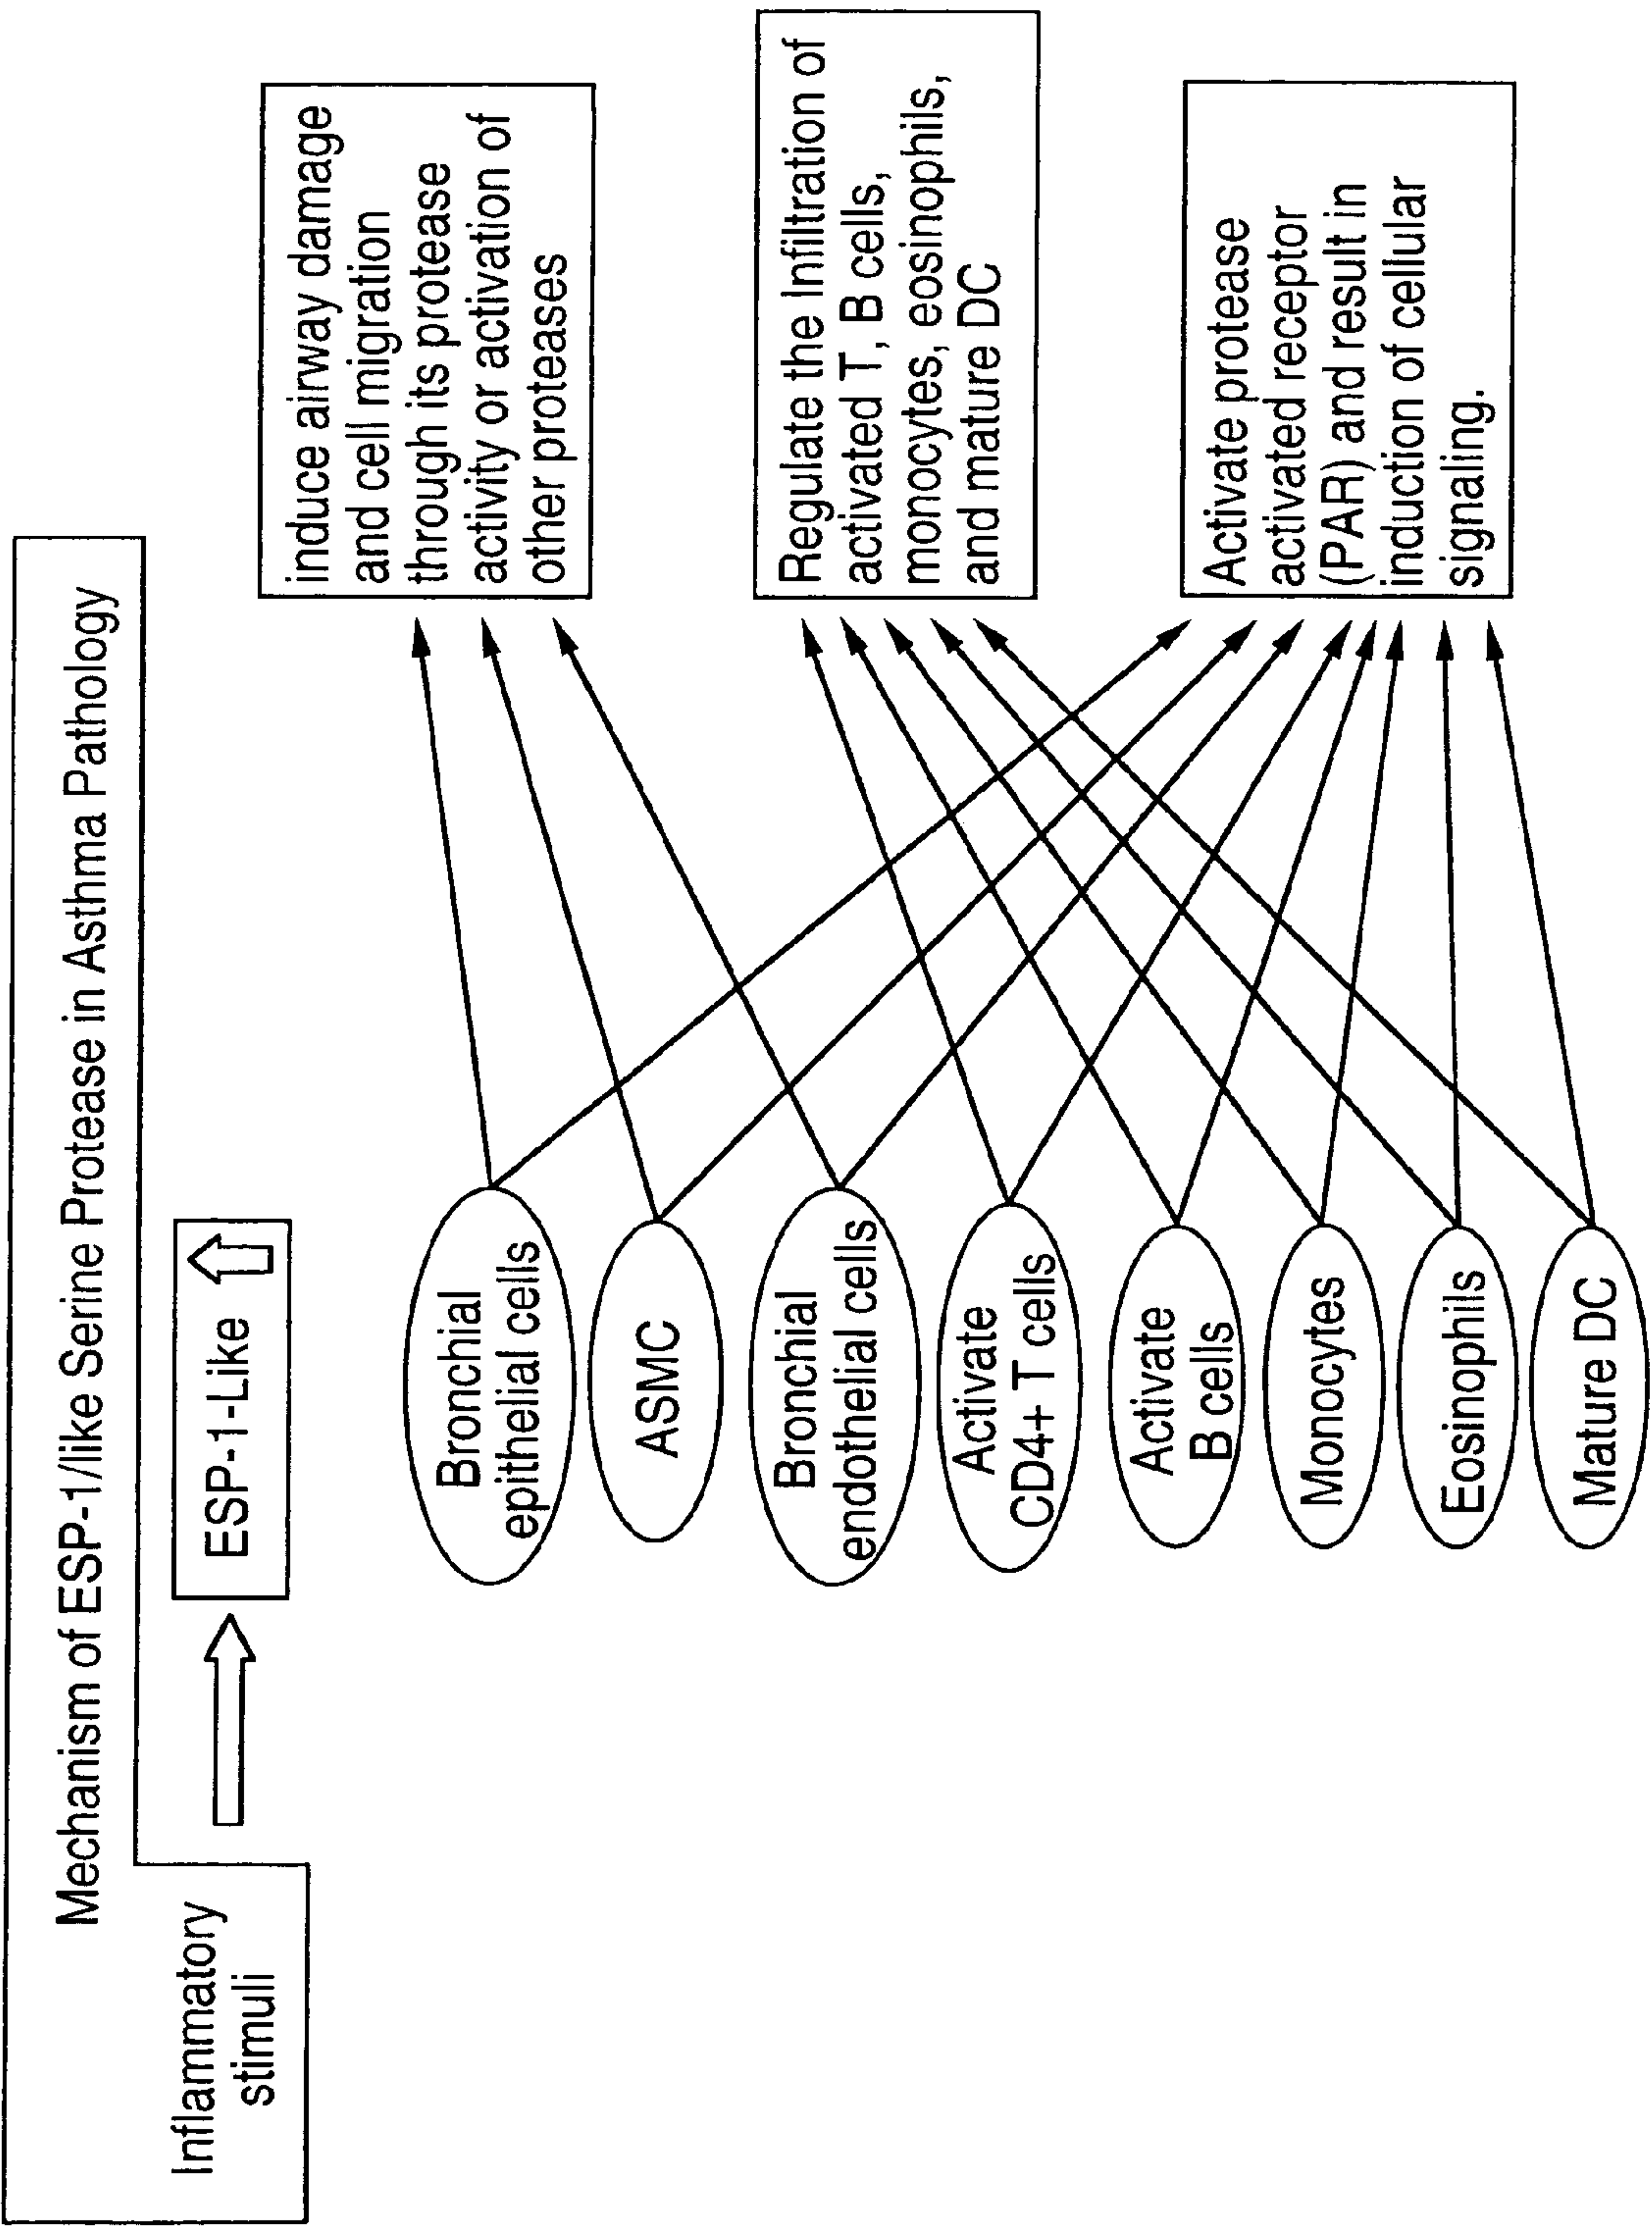 Mechanism of ESP-1/like Serine Protease in Asthma Pathology
Inflammatory
stimuli
ESP-1-Like
Bronchial
epithelial cells
ASMC
Bronchial
endothelial cells
Activate
CD4+ T cells
Activate
B cells
Monocytes
Eosinophils
Mature DC
induce airway damage
and cell migration
through its protease
activity or activation of
other proteases
Regulate the Infiltration of
activated T, B cells,
monocytes, eosinophils,
and mature DC
Activate protease
activated receptor
(PAR) and result in
induction of cellular
signaling.